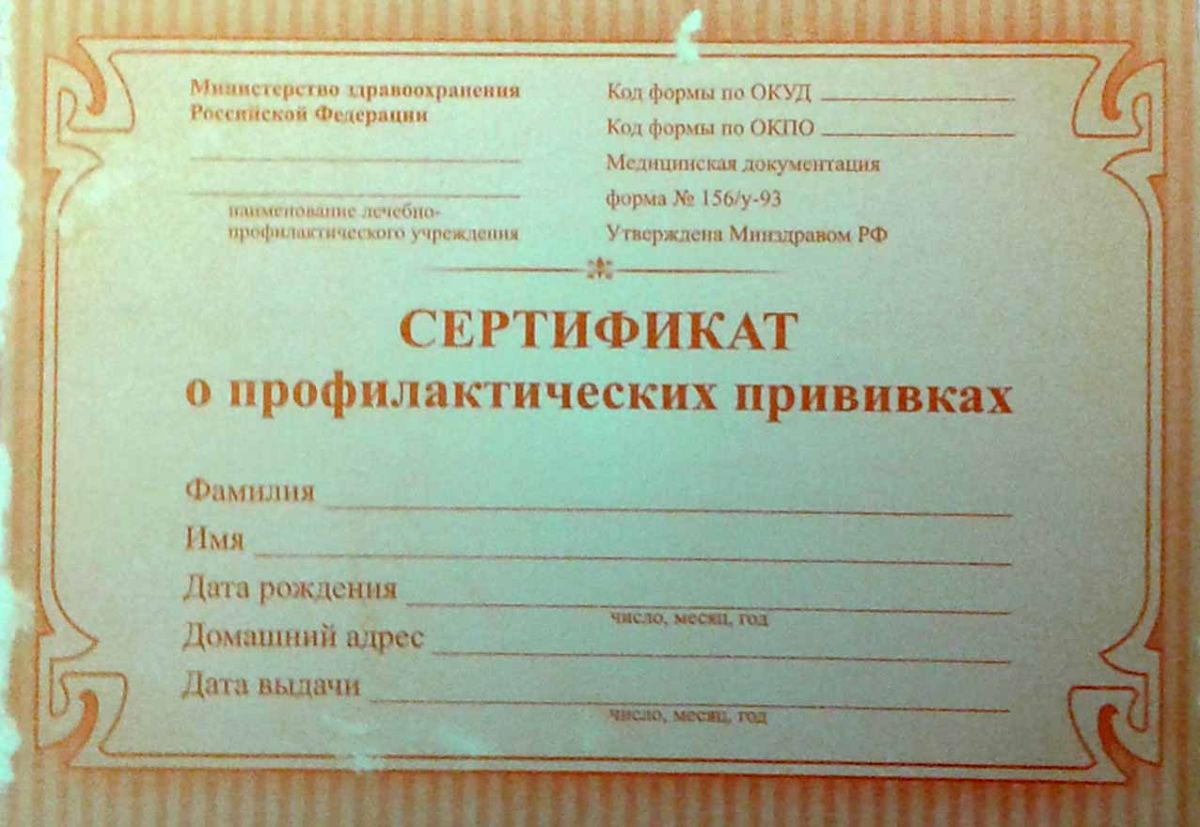 Министерство здравоохранения
Российской Федерации
наименование лечебно-
профилактического учреждения
Код формы по ОКУД
Код формы по ОКПО
Медицинская документация
форма № 156/у-93
Утверждена Минздравом РФ
СЕРТИФИКАТ
о профилактических прививках
Фамилия
Имя
Дата рождения
число, месяц, год
Домашний адрес
Дата выдачи
число, месяц, год